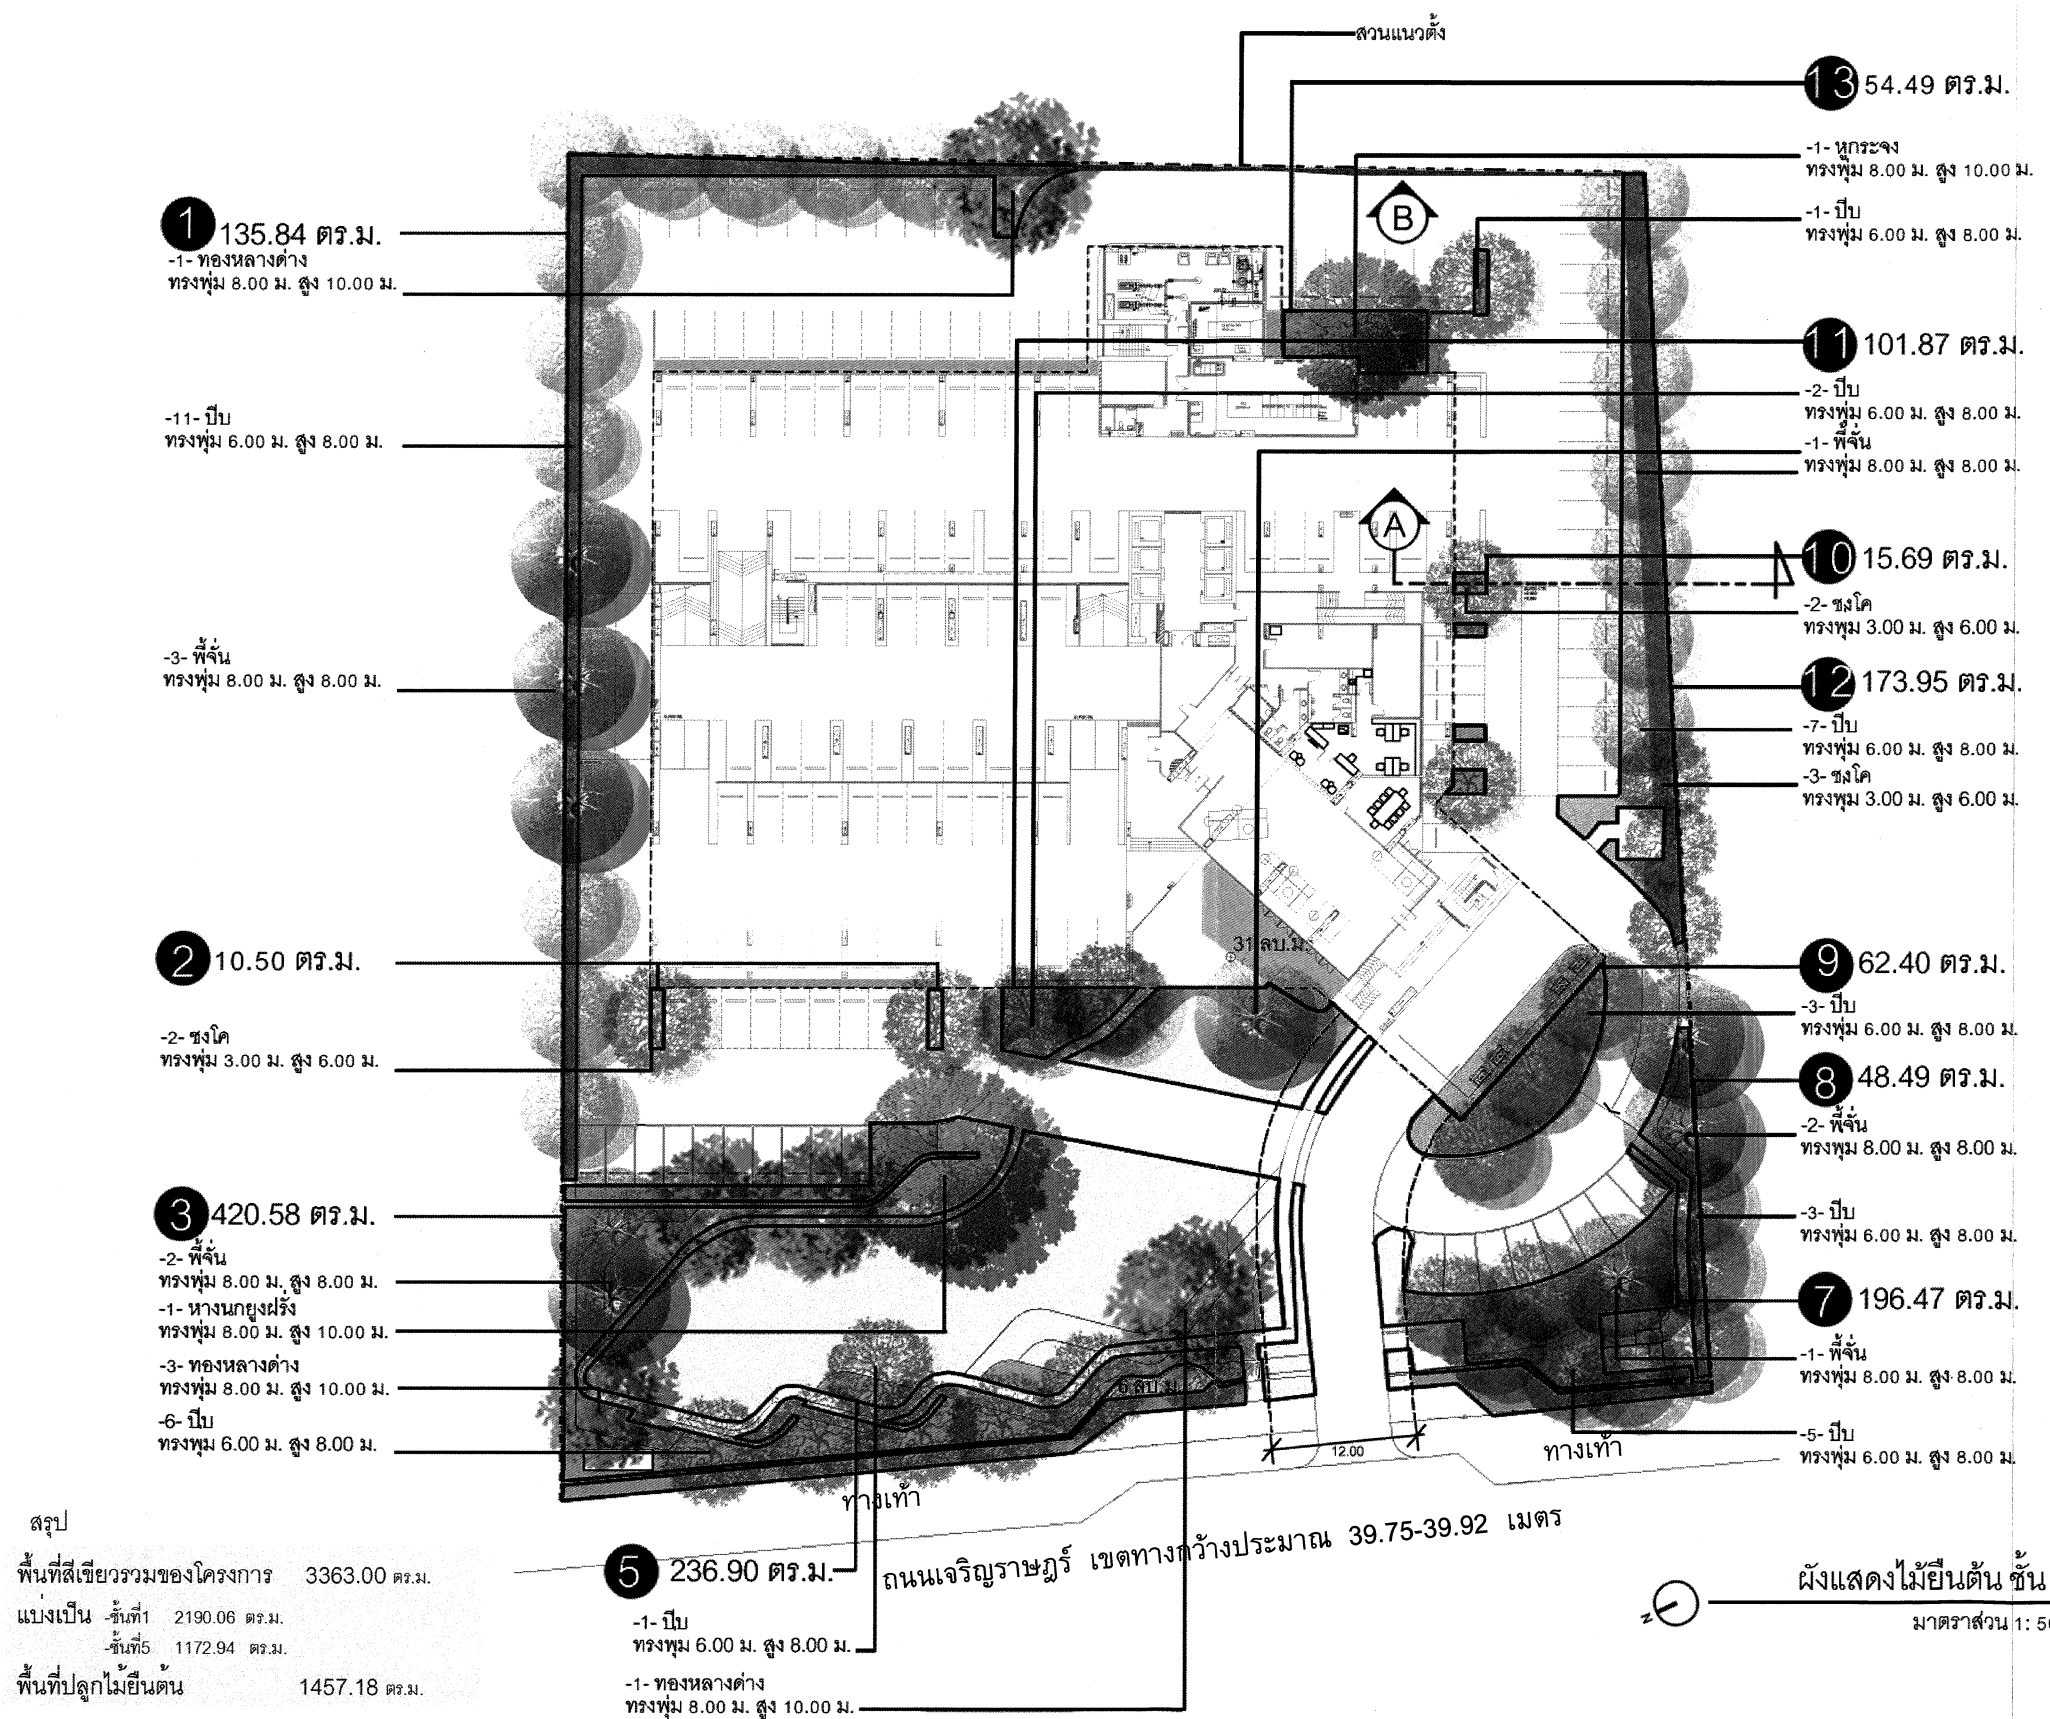 สวนแนวตั้ง
13 54.49 ตร.ม.
-1- หูกระจง
ทรงพุ่ม 8.00 ม. สูง 10.00 ม.
-1- ปีบ
ทรงพุ่ม 6.00 ม. สูง 8.00 ม.
B
1 135.84 ตร.ม.
-1- ทองหลางด่าง
ทรงพุ่ม 8.00 ม. สูง 10.00 ม.
11 101.87 ตร.ม.
-2- ปีบ
ทรงพุ่ม 6.00 ม. สูง 8.00 ม.
-1- พี้จั่น
ทรงพุ่ม 8.00 ม. สูง 8.00 ม.
-11- ปีบ
ทรงพุ่ม 6.00 ม. สูง 8.00 ม.
A
10 15.69 ตร.ม.
-2- ชงโค
ทรงพุ่ม 3.00 ม. สูง 6.00 ม.
-3- พี้จั่น
ทรงพุ่ม 8.00 ม. สูง 8.00 ม.
12 173.95 ตร.ม.
-7- ปีบ
ทรงพุ่ม 6.00 ม. สูง 8.00 ม.
-3- ชงโค
ทรงพุ่ม 3.00 ม. สูง 6.00 ม.
31 ลบ.ม.
2 10.50 ตร.ม.
-2- ชงโค
ทรงพุ่ม 3.00 ม. สูง 6.00 ม.
9 62.40 ตร.ม.
-3- ปีบ
ทรงพุ่ม 6.00 ม. สูง 8.00 ม.
8 48.49 ตร.ม.
-2- พี้จั่น
ทรงพุ่ม 8.00 ม. สูง 8.00 ม.
-3- ปีบ
ทรงพุ่ม 6.00 ม. สูง 8.00 ม.
3 420.58 ตร.ม.
-2- พี้จั่น
ทรงพุ่ม 8.00 ม. สูง 8.00 ม.
-1- หางนกยูงฝรั่ง
ทรงพุ่ม 8.00 ม. สูง 10.00 ม.
-3- ทองหลางด่าง
ทรงพุ่ม 8.00 ม. สูง 10.00 ม.
-6- ปีบ
ทรงพุ่ม 6.00 ม. สูง 8.00 ม.
6 ลบ.ม.
7 196.47 ตร.ม.
-1- พี้จั่น
ทรงพุ่ม 8.00 ม. สูง 8.00 ม.
-5- ปีบ
ทรงพุ่ม 6.00 ม. สูง 8.00 ม.
12.00
ทางเท้า
ทางเท้า
ถนนเจริญราษฎร์ เขตทางกว้างประมาณ 39.75-39.92 เมตร
5 236.90 ตร.ม.
-1- ปีบ
ทรงพุ่ม 6.00 ม. สูง 8.00 ม.
-1- ทองหลางด่าง
ทรงพุ่ม 8.00 ม. สูง 10.00 ม.
สรุป
พื้นที่สีเขียวรวมของโครงการ 3363.00 ตร.ม.
แบ่งเป็น -ชั้นที่1 2190.06 ตร.ม.
-ชั้นที่5 1172.94 ตร.ม.
พื้นที่ปลูกไม้ยืนต้น 1457.18 ตร.ม.
N
ผังแสดงไม้ยืนต้น ชั้น
มาตราส่วน 1: